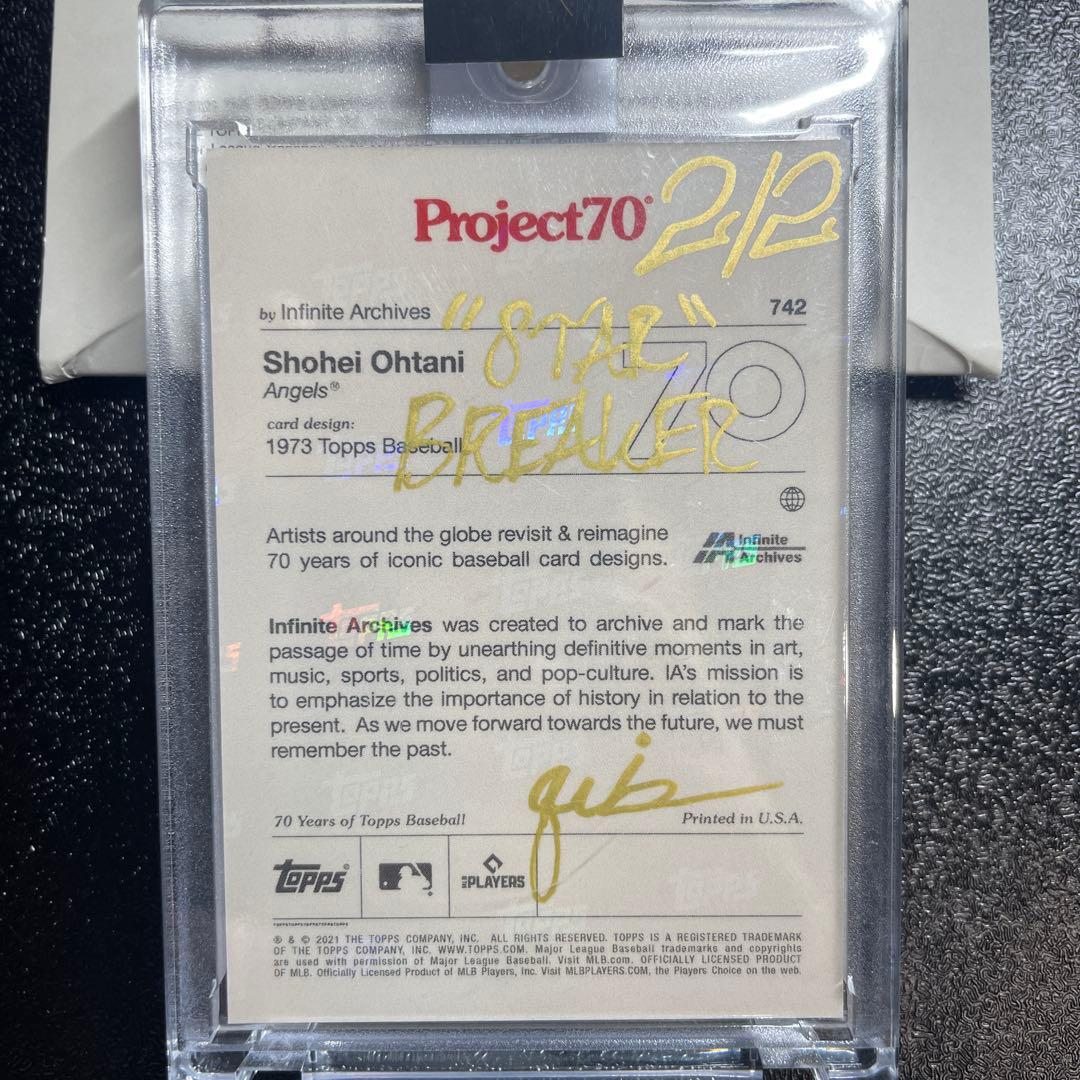 Project70® 2/2
by Infinite Archives 742
"STAR"
Shohei Ohtani
Angels®
BREAKER
70
card design:
1973 Topps Baseball
Artists around the globe revisit & reimagine
70 years of iconic baseball card designs.
IA Infinite
Archives
Infinite Archives was created to archive and mark the
passage of time by unearthing definitive moments in art,
music, sports, politics, and pop-culture. IA's mission is
to emphasize the importance of history in relation to the
present. As we move forward towards the future, we must
remember the past.
70 Years of Topps Baseball Printed in U.S.A.
Topps®
PLAYERS
® & © 2021 THE TOPPS COMPANY, INC. ALL RIGHTS RESERVED. TOPPS IS A REGISTERED TRADEMARK
OF THE TOPPS COMPANY, INC. WWW.TOPPS.COM. Major League Baseball trademarks and copyrights
are used with permission of Major League Baseball. Visit MLB.com. OFFICIALLY LICENSED PRODUCT
OF MLB. Officially Licensed Product of MLB Players, Inc. Visit MLBPLAYERS.COM, the Players Choice on the web.